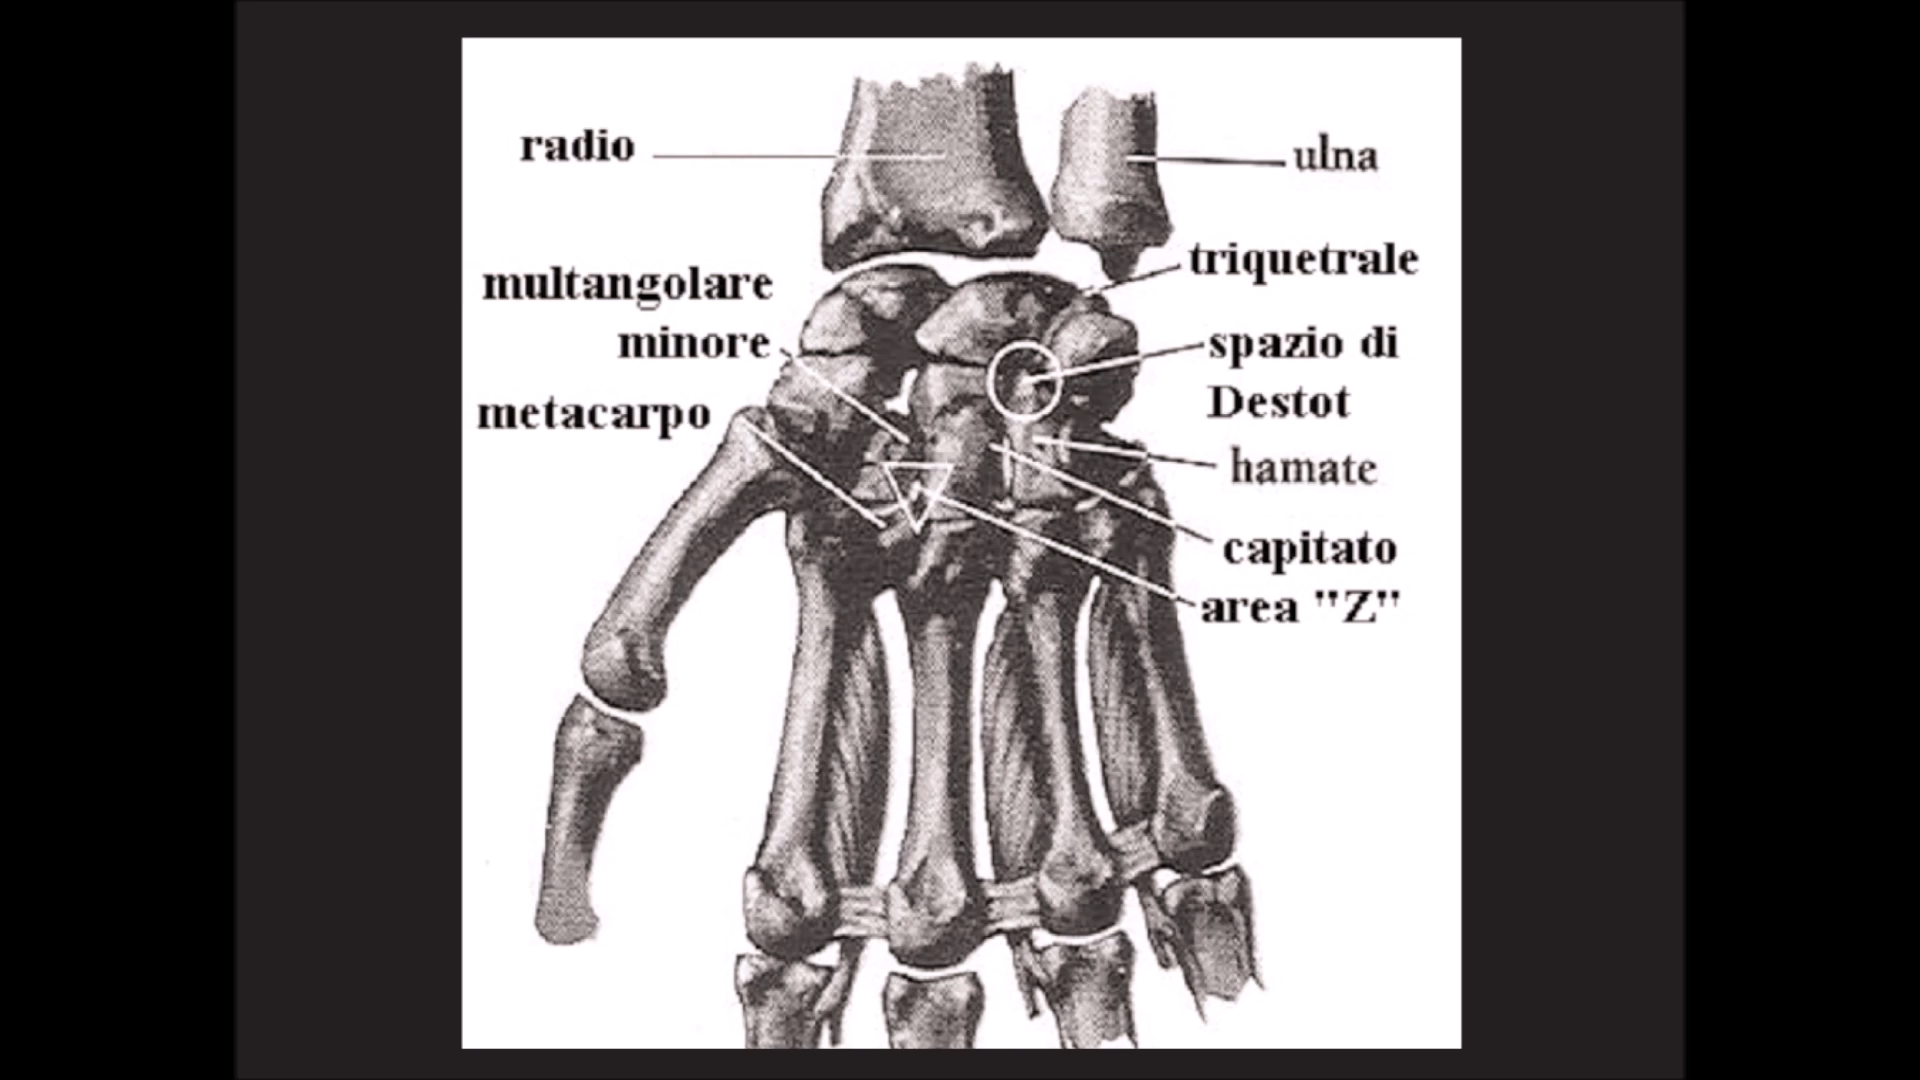 radio
ulna
multangolare
minore
metacarpo
triquetrale
spazio di
Destot
hamate
capitato
area "Z"